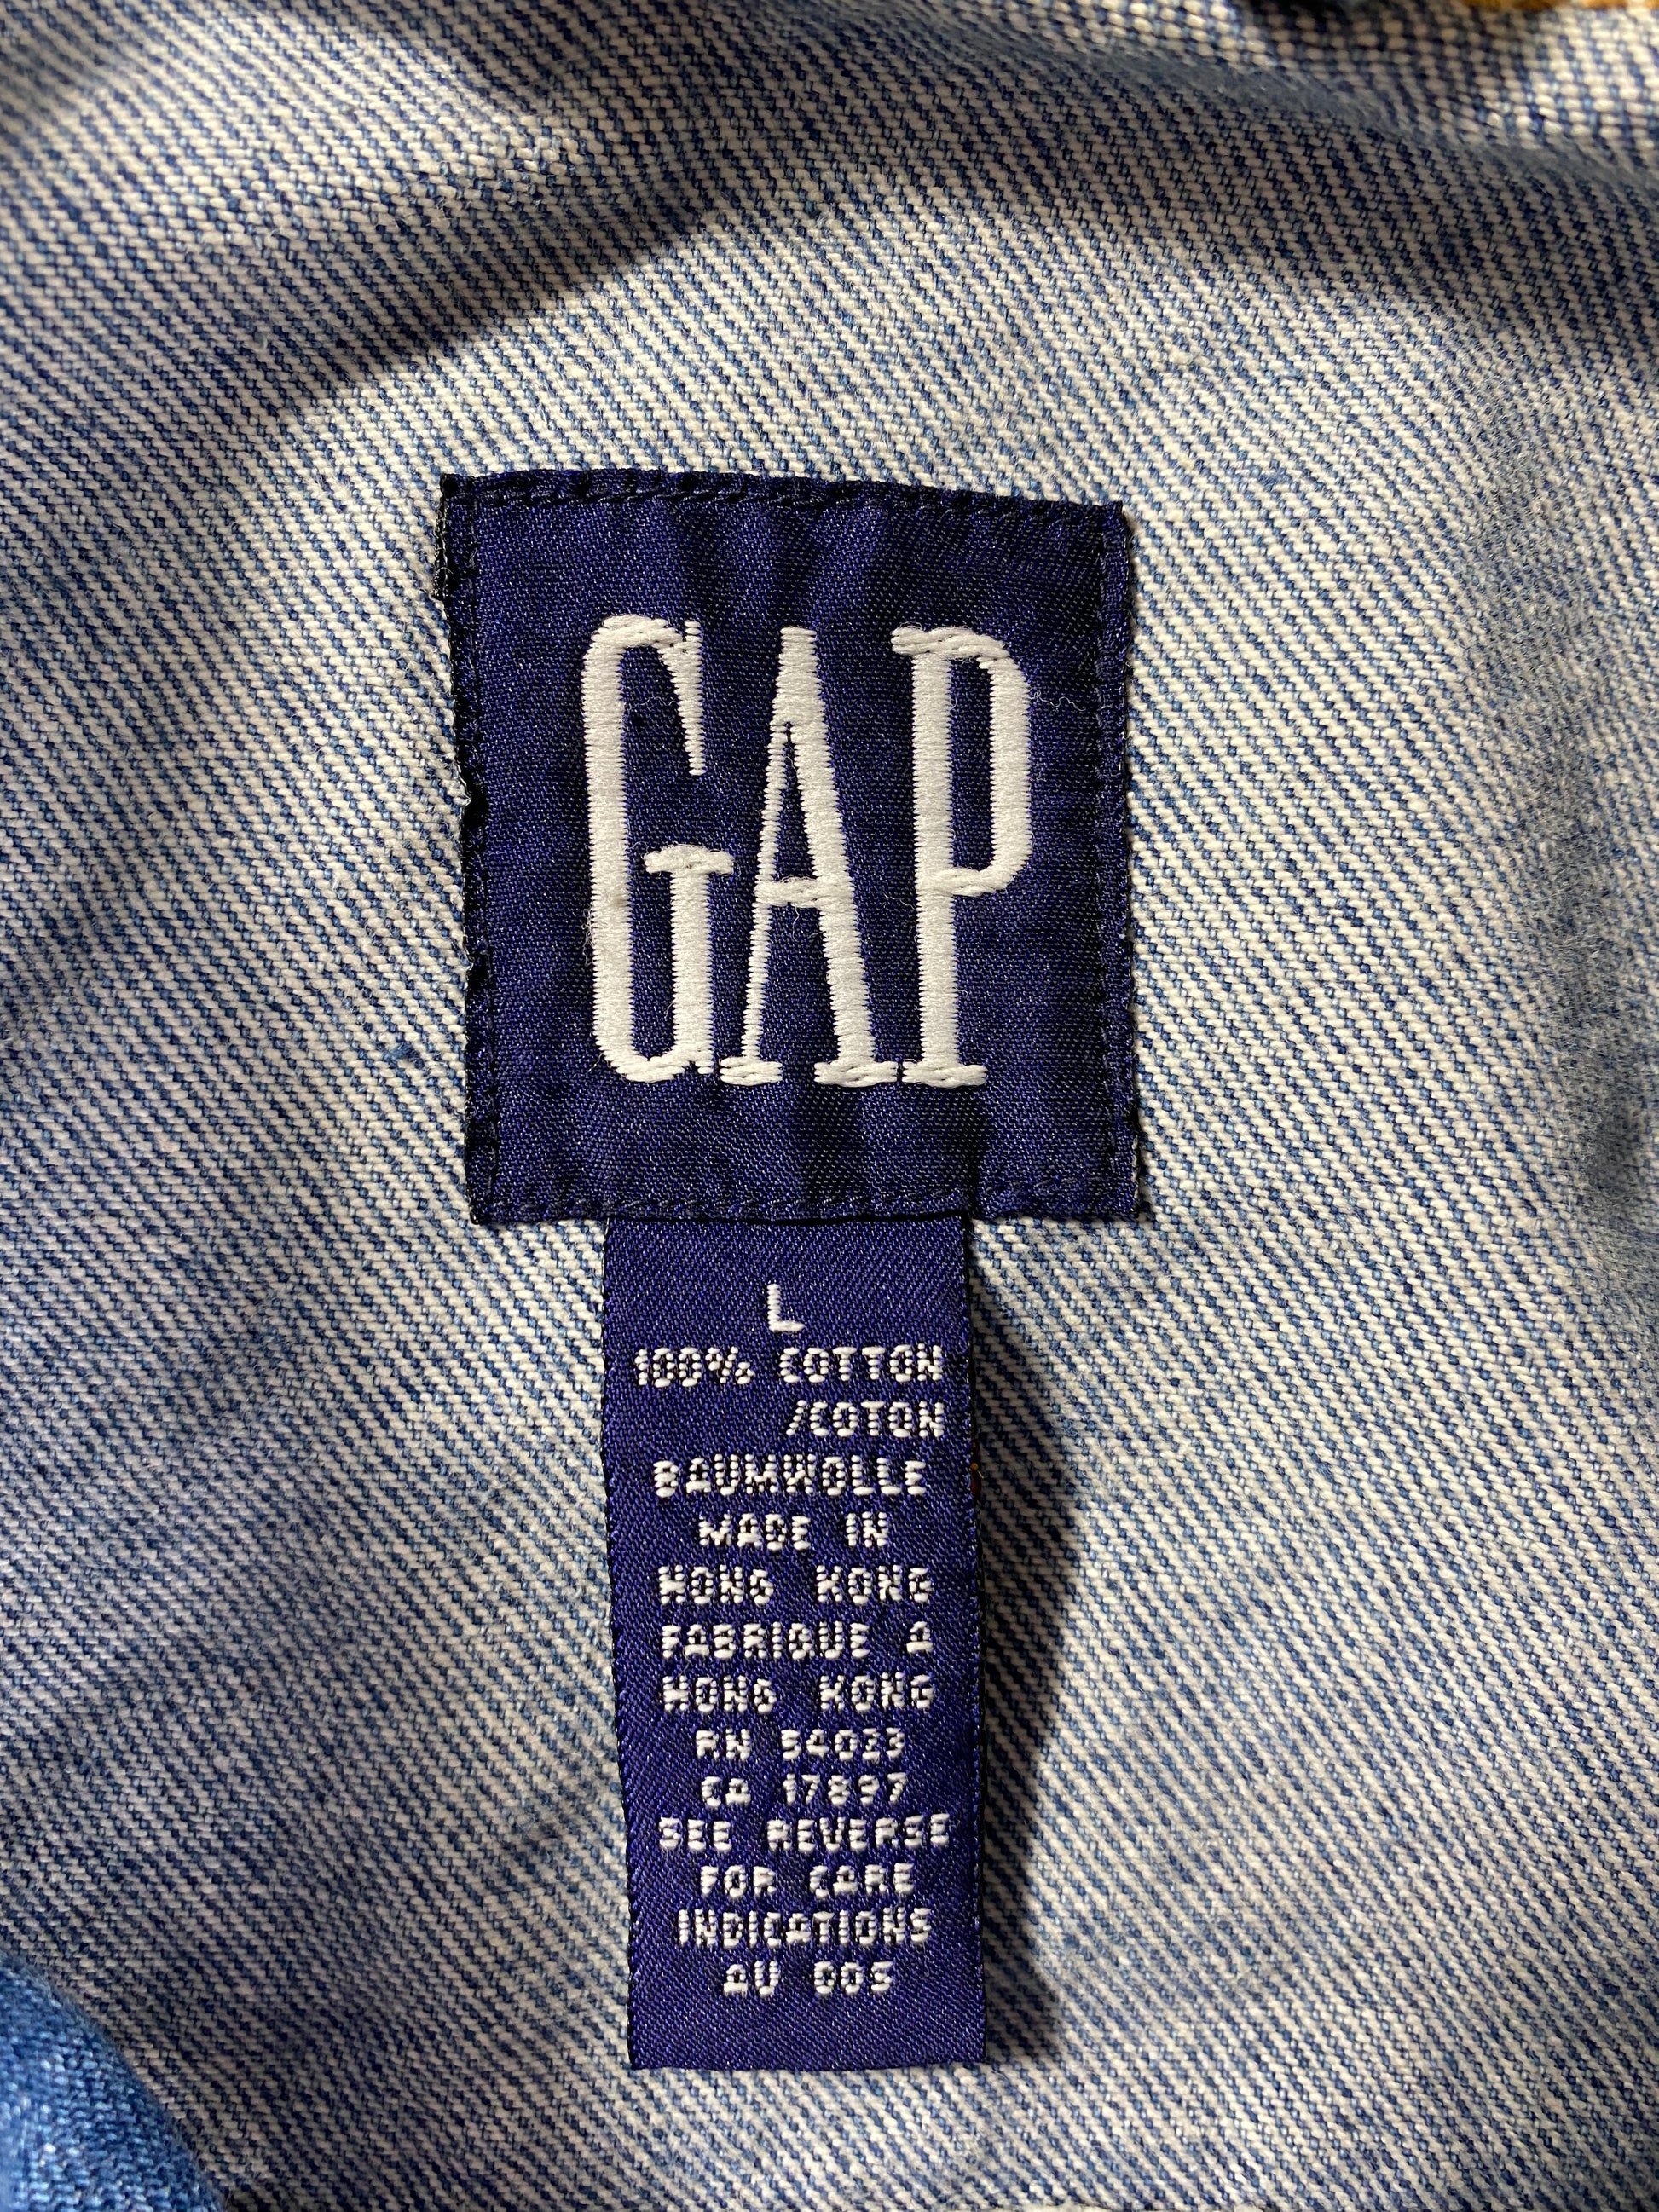 GAP
L
100% COTTON
/COTON
BAUMWOLLE
MADE IN
HONG KONG
FABRIQUE A
HONG KONG
RN 54023
CA 17897
SEE REVERSE
FOR CARE
INDICATIONS
AU 005